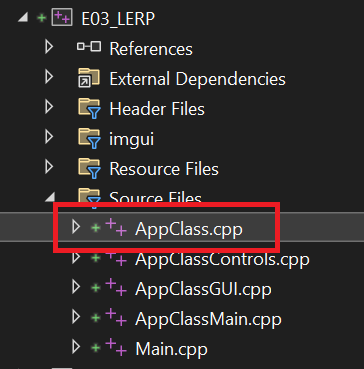 E03_LERP
References
External Dependencies
Header Files
imgui
Resource Files
Source Files
AppClass.cpp
AppClassControls.cpp
AppClassGUI.cpp
AppClassMain.cpp
Main.cpp